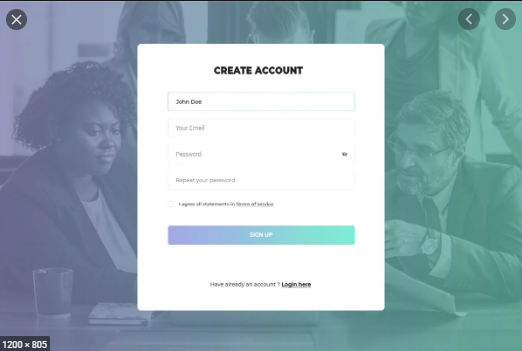 CREATE ACCOUNT
John Doe
Your Email
Password
Repeat your password
I agree all statements in Terms of service
SIGN UP
Have already an account ? Login here
1200 × 805